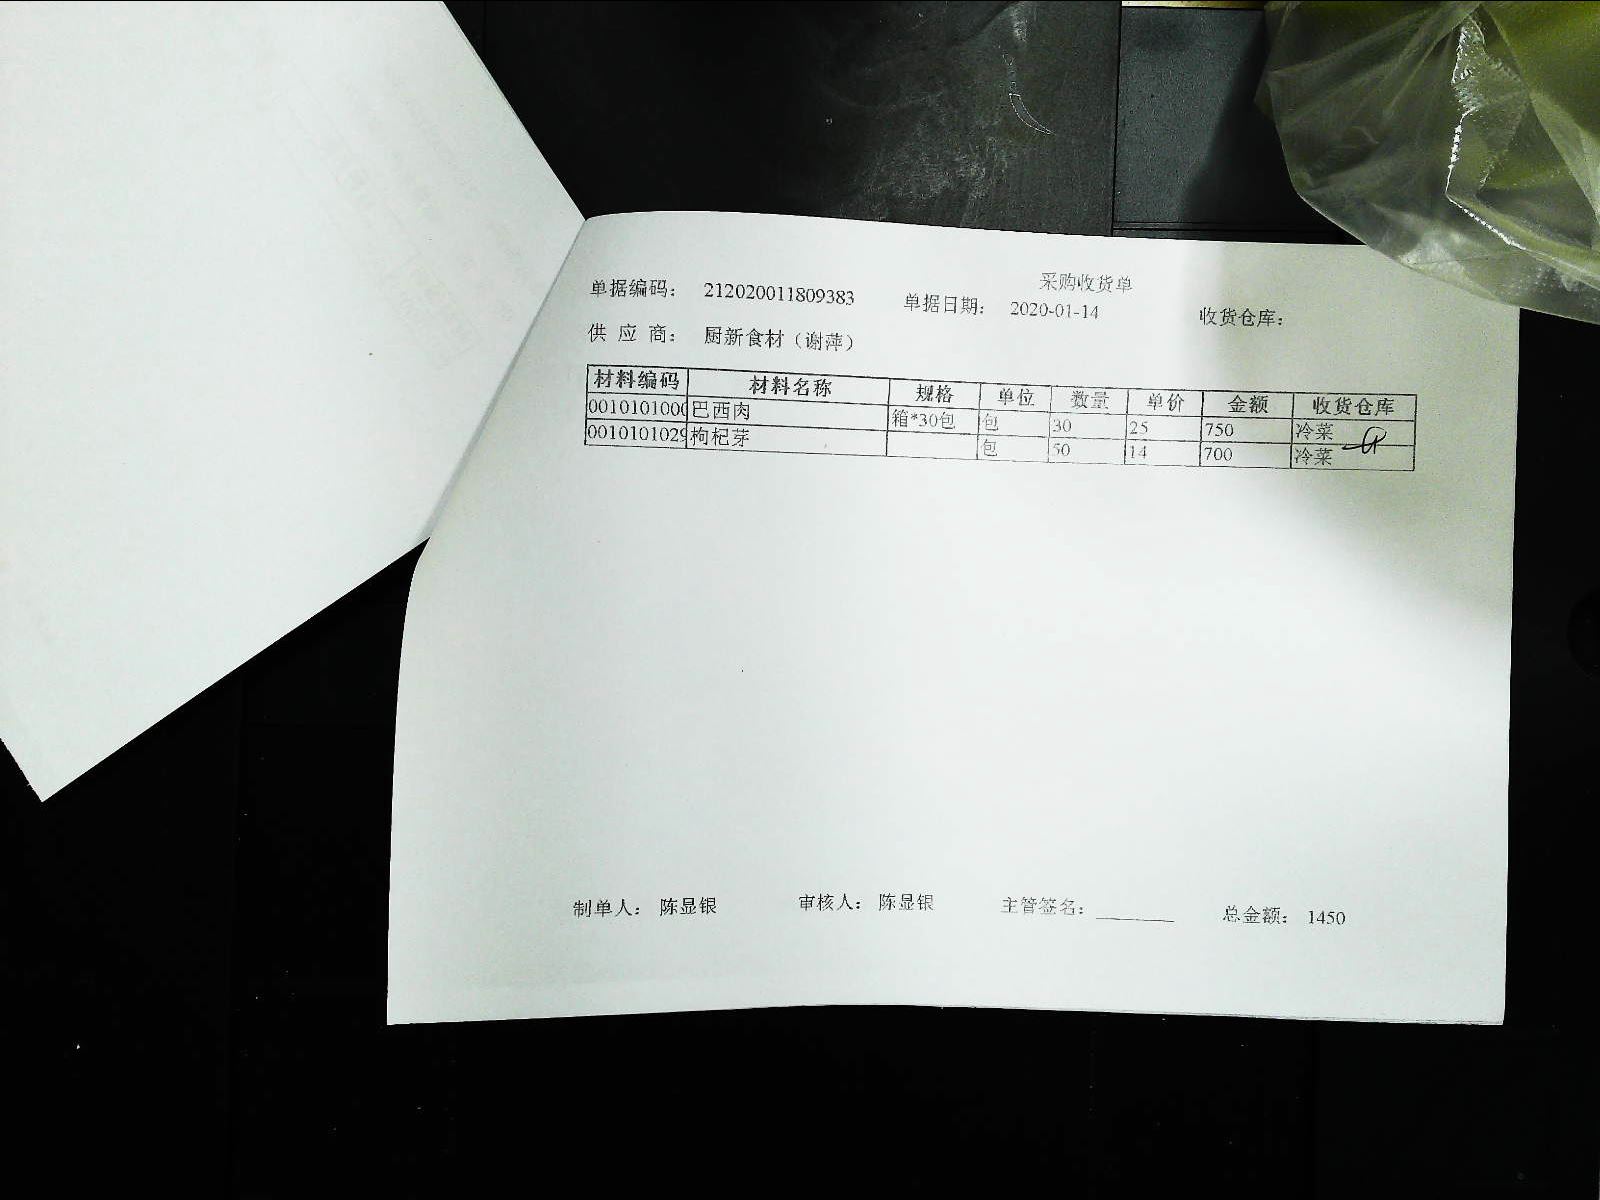 采购收货单
单据编码： 212020011809383 单据日期： 2020-01-14 收货仓库：
供 应 商： 厨新食材（谢萍）
材料编码 材料名称 规格 单位 数量 单价 金额 收货仓库
0010101000 巴西肉 箱*30包 包 30 25 750 冷菜
0010101029 枸杞芽 包 50 14 700 冷菜
制单人： 陈显银 审核人： 陈显银 主管签名： 总金额： 1450